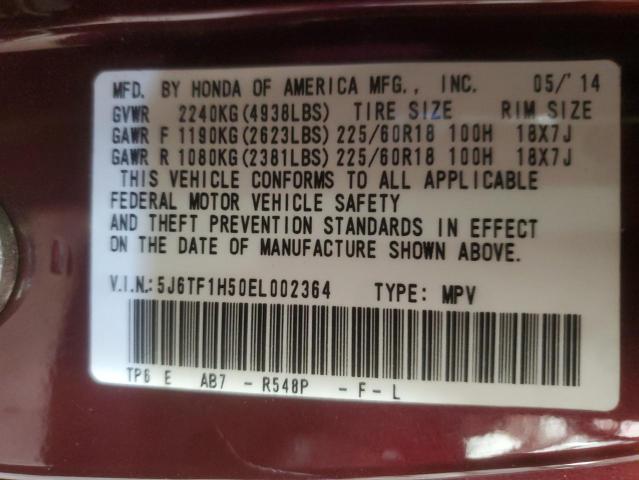 MFD. BY HONDA OF AMERICA MFG., INC. 05/'14
GVWR 2240KG(4938LBS) TIRE SIZE RIM SIZE
GAWR F 1190KG(2623LBS) 225/60R18 100H 18X7J
GAWR R 1080KG(2381LBS) 225/60R18 100H 18X7J
THIS VEHICLE CONFORMS TO ALL APPLICABLE
FEDERAL MOTOR VEHICLE SAFETY
AND THEFT PREVENTION STANDARDS IN EFFECT
ON THE DATE OF MANUFACTURE SHOWN ABOVE.
V.I.N.: 5J6TF1H50EL002364 TYPE: MPV
TP6 E AB7 - R548P - F - L